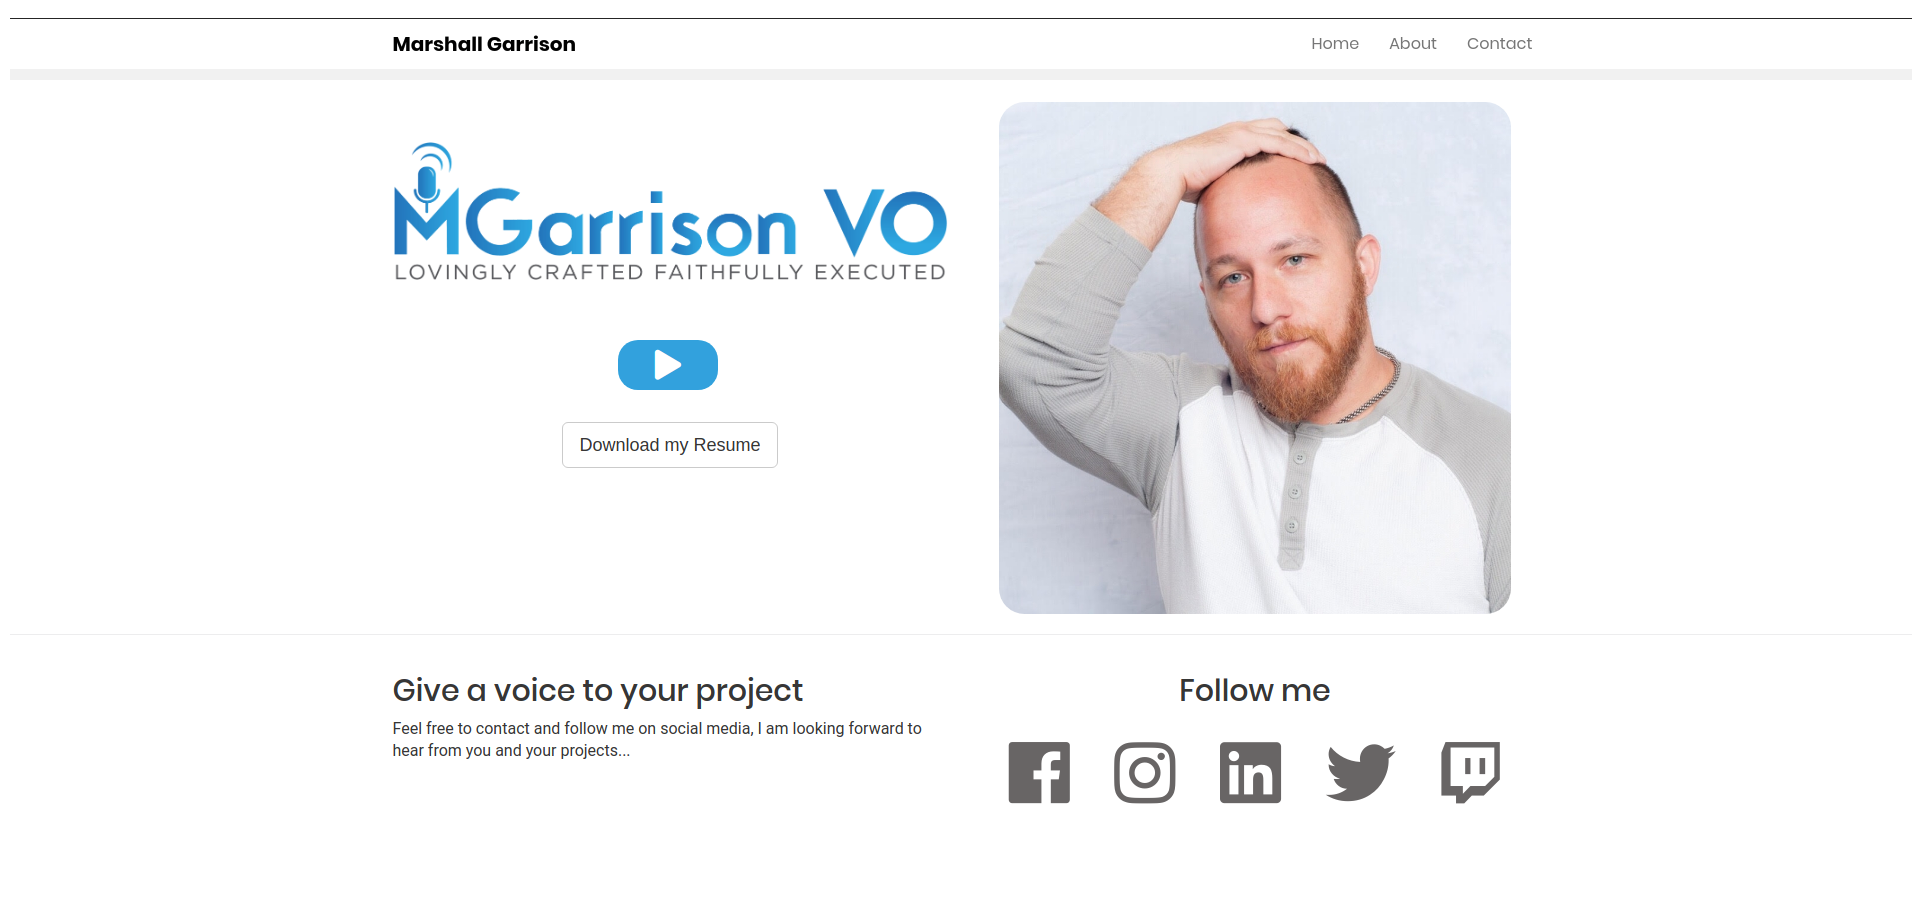 Marshall Garrison
Home About Contact
MGarrison VO
LOVINGLY CRAFTED FAITHFULLY EXECUTED
Download my Resume
Give a voice to your project
Feel free to contact and follow me on social media, I am looking forward to
hear from you and your projects...
Follow me